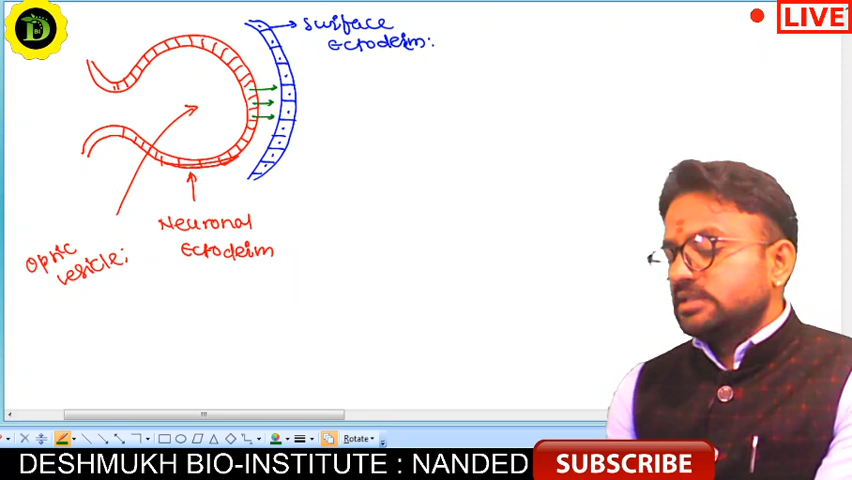 LIVE
Surface
Ectoderm:
Neuronal
Ectoderm
Optic
vesicle;
Rotate
DESHMUKH BIO-INSTITUTE : NANDED
SUBSCRIBE